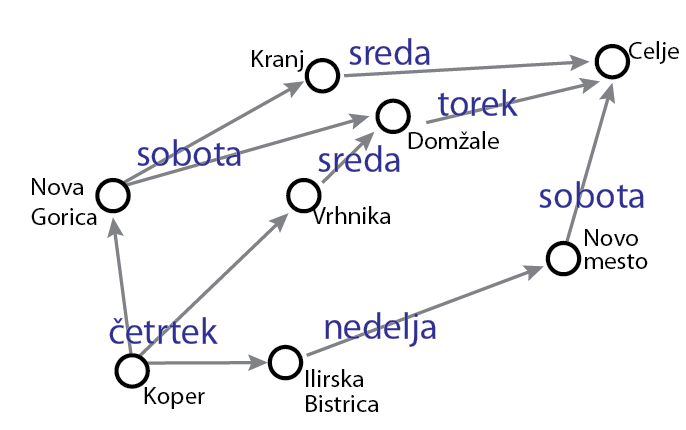 Kranj
sreda
Celje
torek
Domžale
sobota
sreda
Nova
Gorica
Vrhnika
sobota
Novo
mesto
četrtek
nedelja
Koper
Ilirska
Bistrica